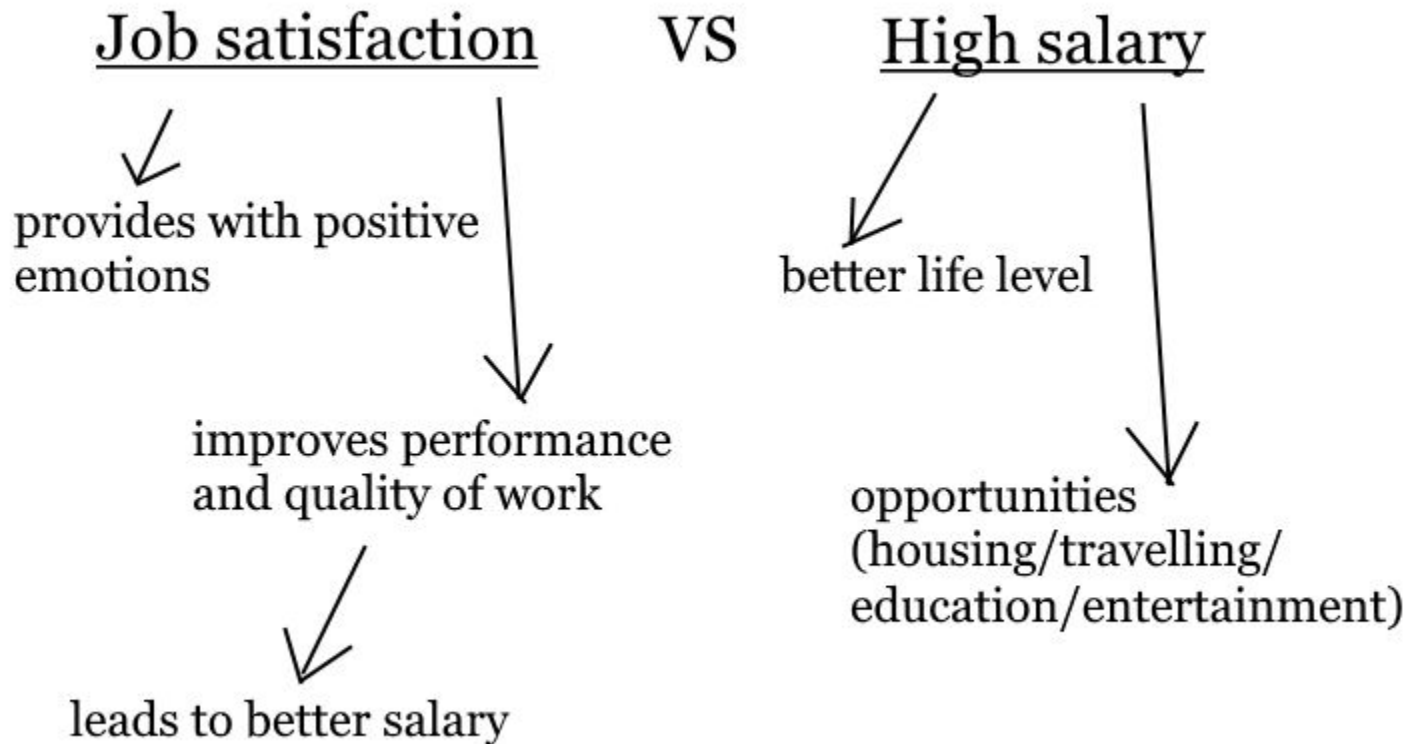 Job satisfaction VS High salary
provides with positive
emotions
better life level
improves performance
and quality of work
opportunities
(housing/travelling/
education/entertainment)
leads to better salary